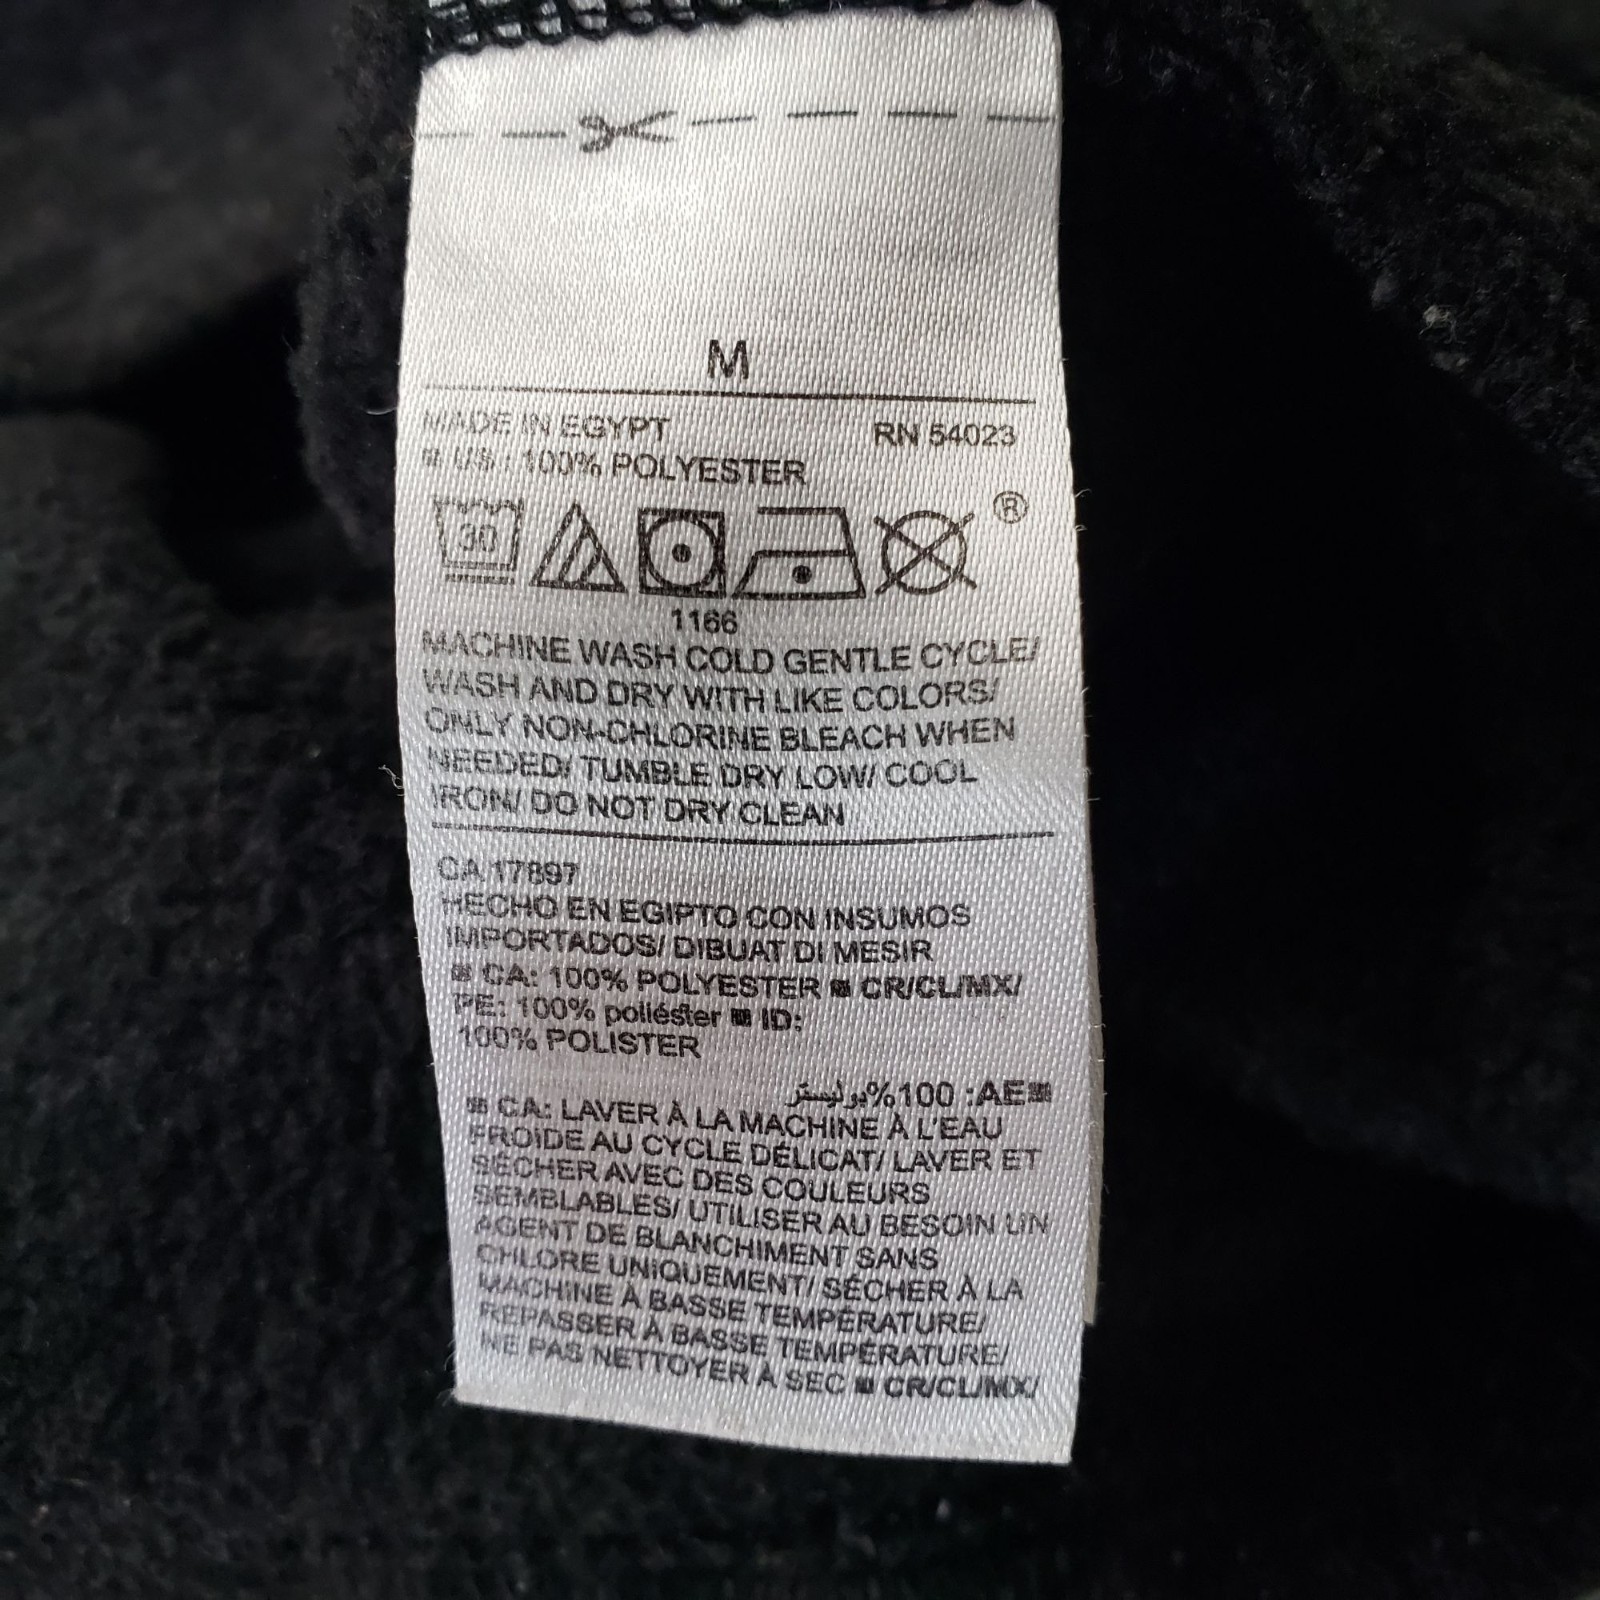 M
MADE IN EGYPT RN 54023
US : 100% POLYESTER
30 ®
1166
MACHINE WASH COLD GENTLE CYCLE/
WASH AND DRY WITH LIKE COLORS/
ONLY NON-CHLORINE BLEACH WHEN
NEEDED/ TUMBLE DRY LOW/ COOL
IRON/ DO NOT DRY CLEAN
CA 17897
HECHO EN EGIPTO CON INSUMOS
IMPORTADOS/ DIBUAT DI MESIR
CA: 100% POLYESTER ■ CR/CL/MX/
PE: 100% poliéster ■ ID:
100% POLISTER
■AE: 100%بوليستر
■ CA: LAVER À LA MACHINE À L'EAU
FROIDE AU CYCLE DÉLICAT/ LAVER ET
SÉCHER AVEC DES COULEURS
SEMBLABLES/ UTILISER AU BESOIN UN
AGENT DE BLANCHIMENT SANS
CHLORE UNIQUEMENT/ SÉCHER À LA
MACHINE À BASSE TEMPÉRATURE/
REPASSER À BASSE TEMPÉRATURE/
NE PAS NETTOYER À SEC ■ CR/CL/MX/